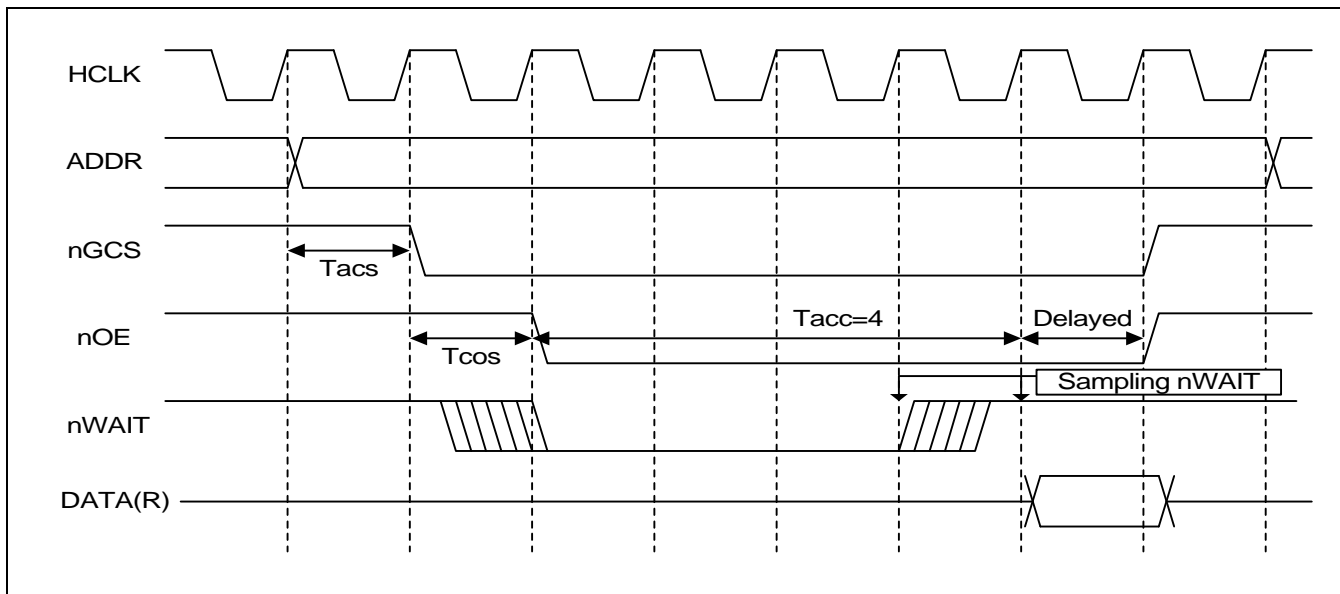 HCLK
ADDR
nGCS
Tacs
nOE
Tacc=4
Delayed
Tcos
Sampling nWAIT
nWAIT
DATA(R)